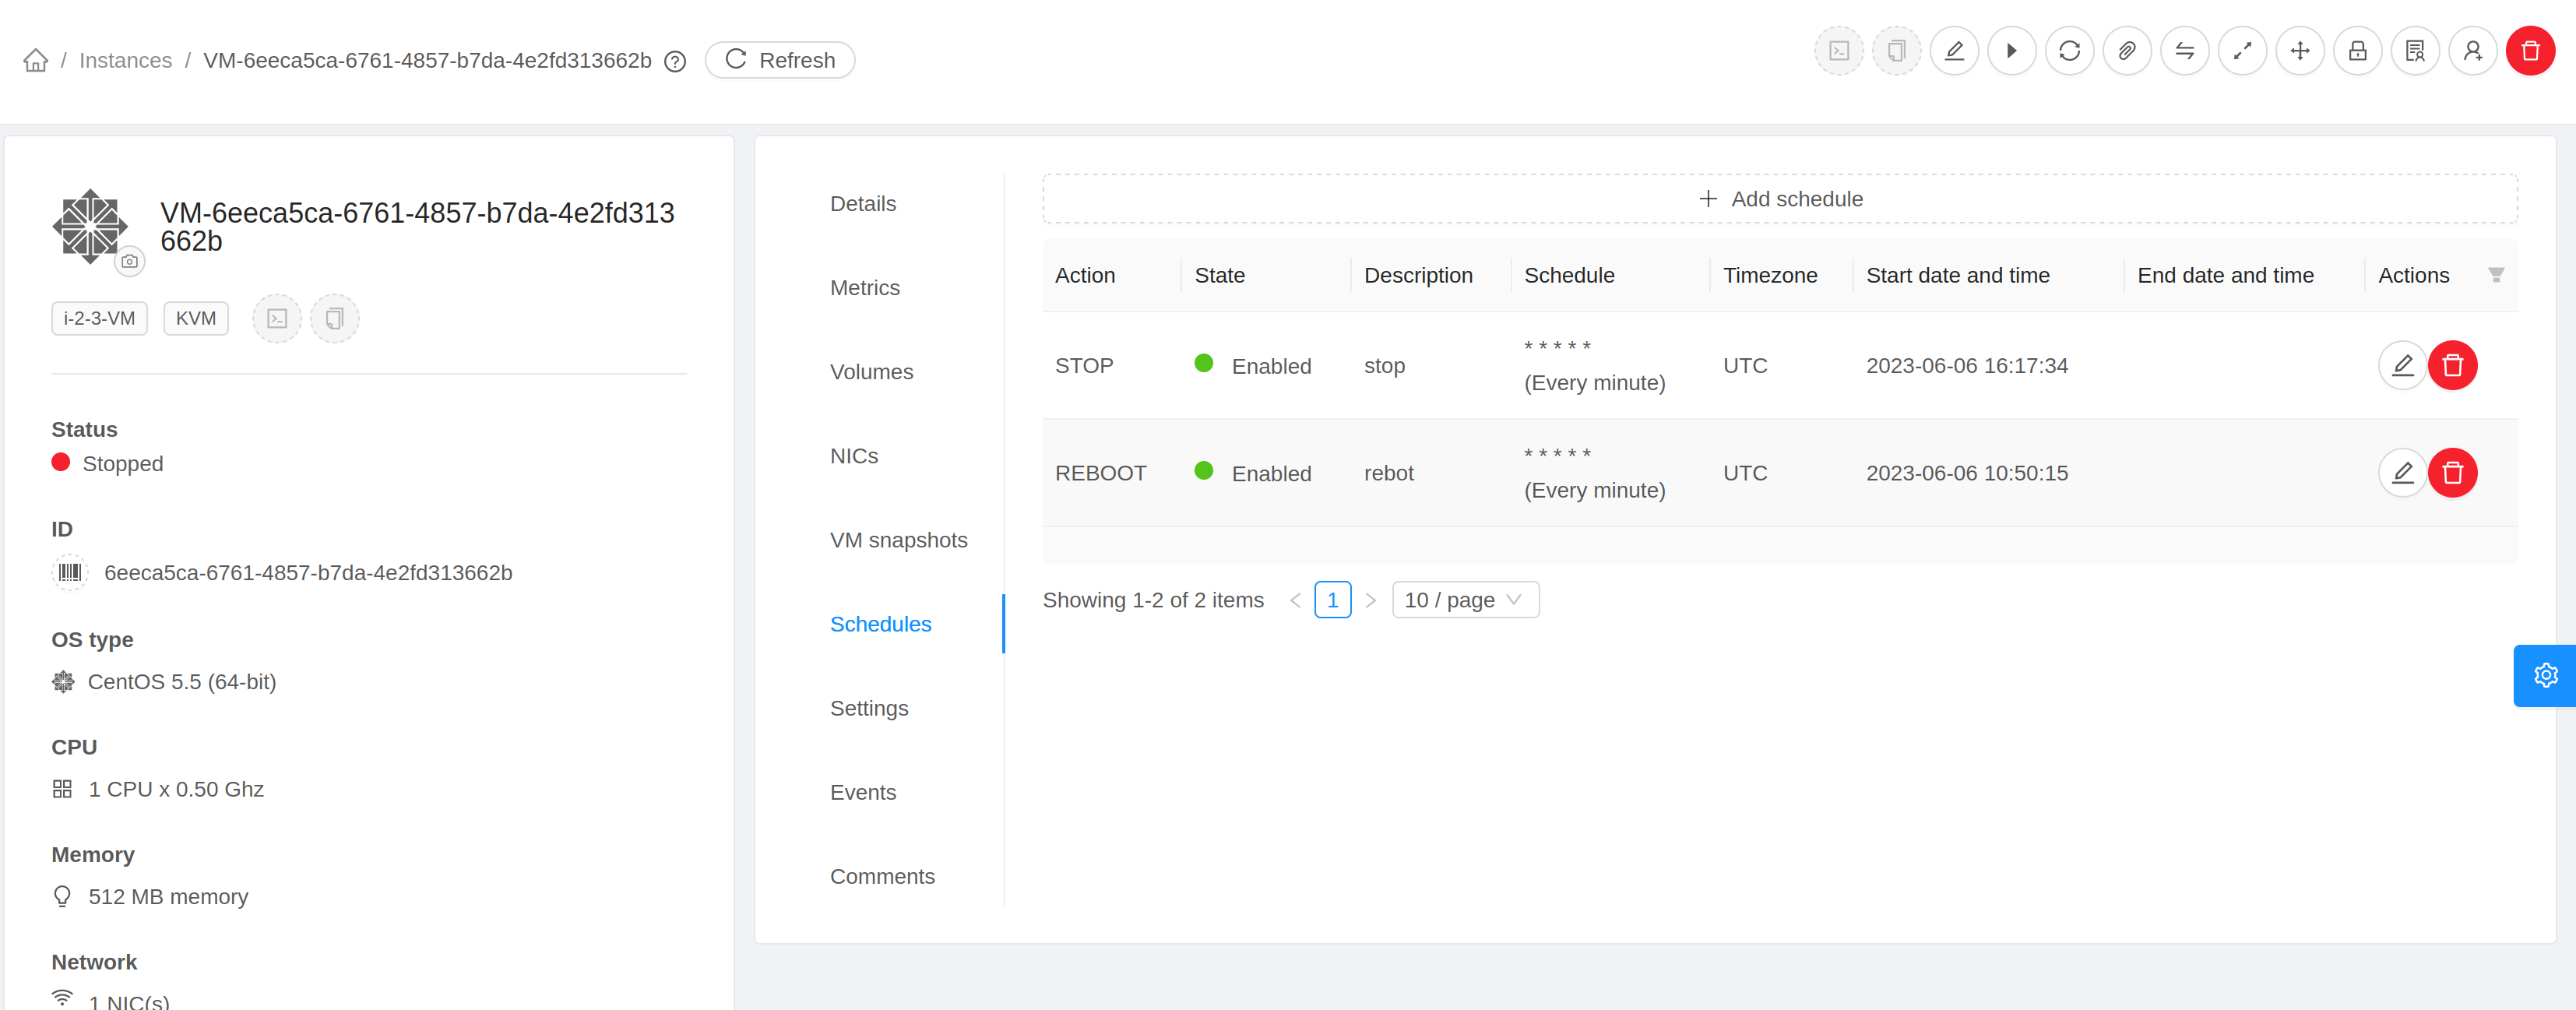 / Instances / VM-6eeca5ca-6761-4857-b7da-4e2fd313662b Refresh
VM-6eeca5ca-6761-4857-b7da-4e2fd313
662b
i-2-3-VM KVM
Status
Stopped
ID
6eeca5ca-6761-4857-b7da-4e2fd313662b
OS type
CentOS 5.5 (64-bit)
CPU
1 CPU x 0.50 Ghz
Memory
512 MB memory
Network
1 NIC(s)
Details
Metrics
Volumes
NICs
VM snapshots
Schedules
Settings
Events
Comments
Add schedule
Action State Description Schedule Timezone Start date and time End date and time Actions
STOP Enabled stop * * * * * UTC 2023-06-06 16:17:34
(Every minute)
REBOOT Enabled rebot * * * * * UTC 2023-06-06 10:50:15
(Every minute)
Showing 1-2 of 2 items 1 10 / page